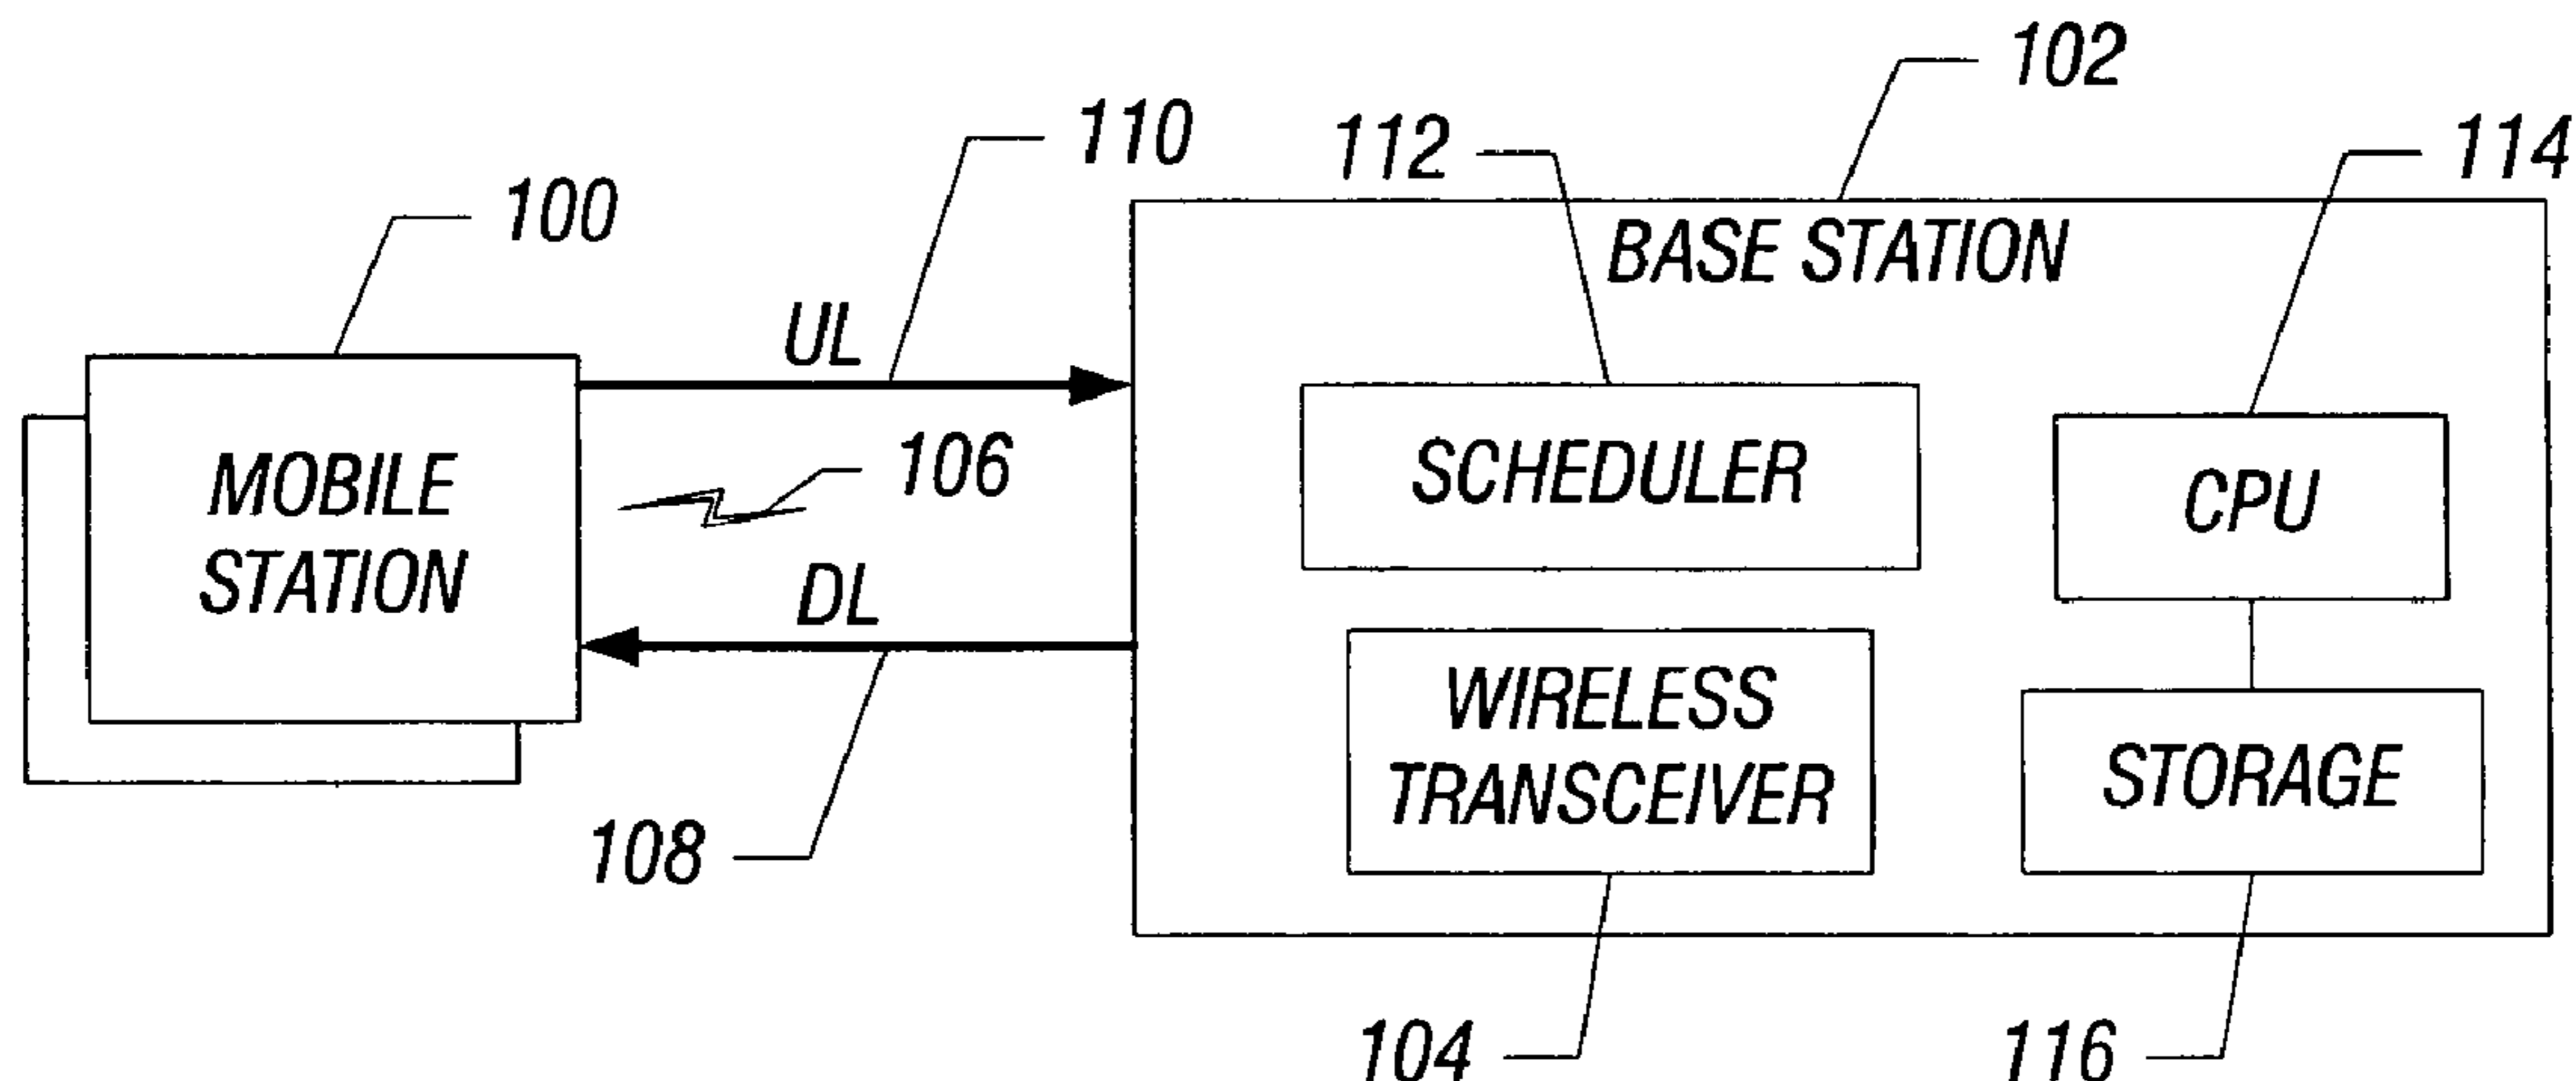 102
110
112
114
100
BASE STATION
UL
106
SCHEDULER
CPU
MOBILE
STATION
DL
WIRELESS
TRANSCEIVER
STORAGE
108
104
116